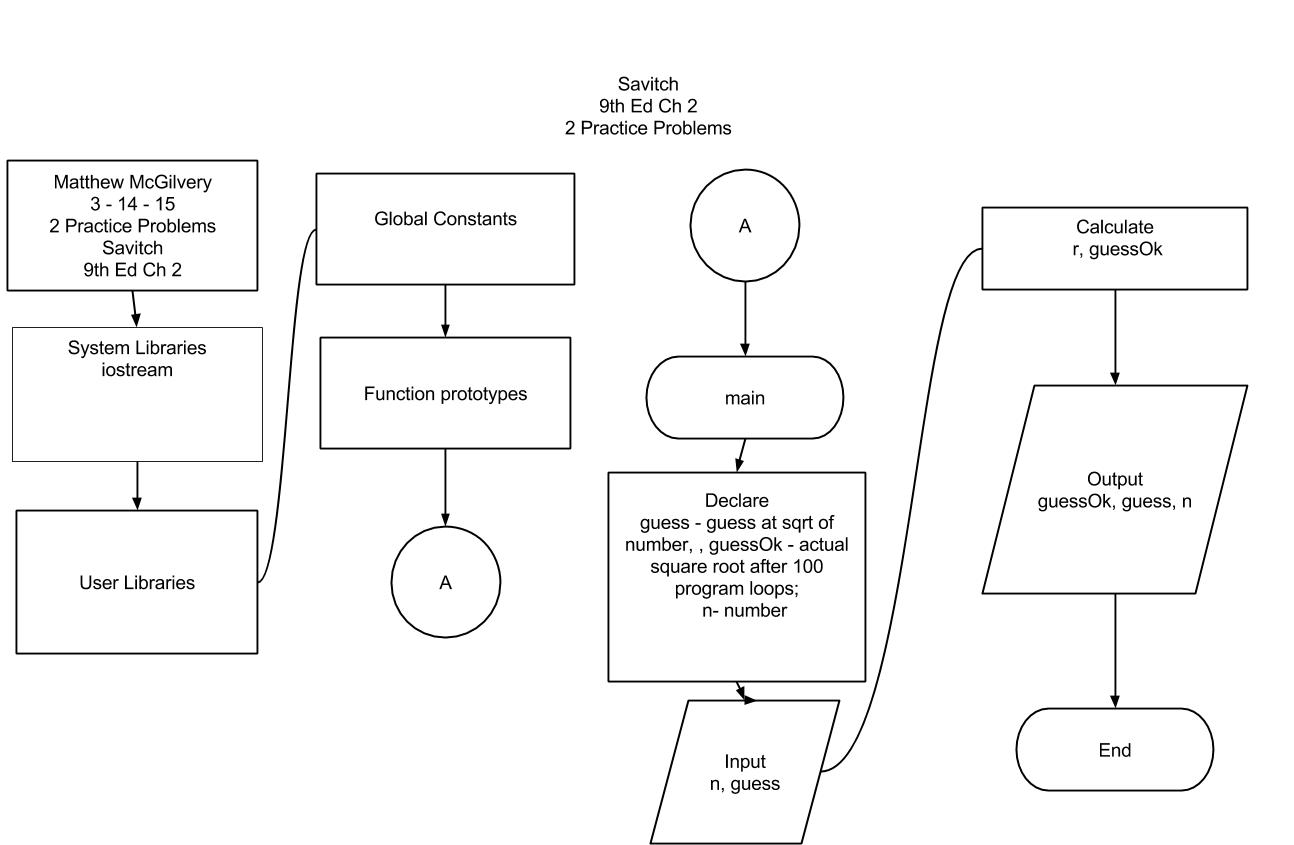 Savitch
9th Ed Ch 2
2 Practice Problems
Matthew McGilvery
3 - 14 - 15
2 Practice Problems
Savitch
9th Ed Ch 2
System Libraries
iostream
User Libraries
Global Constants
Function prototypes
A
A
main
Declare
guess - guess at sqrt of
number, , guessOk - actual
square root after 100
program loops;
n- number
Input
n, guess
Calculate
r, guessOk
Output
guessOk, guess, n
End